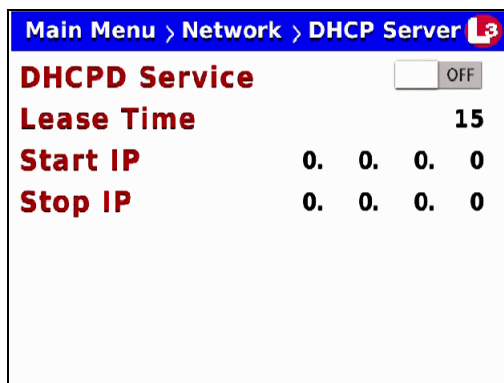 Main Menu > Network > DHCP Server L3
DHCPD Service OFF
Lease Time 15
Start IP 0. 0. 0. 0
Stop IP 0. 0. 0. 0